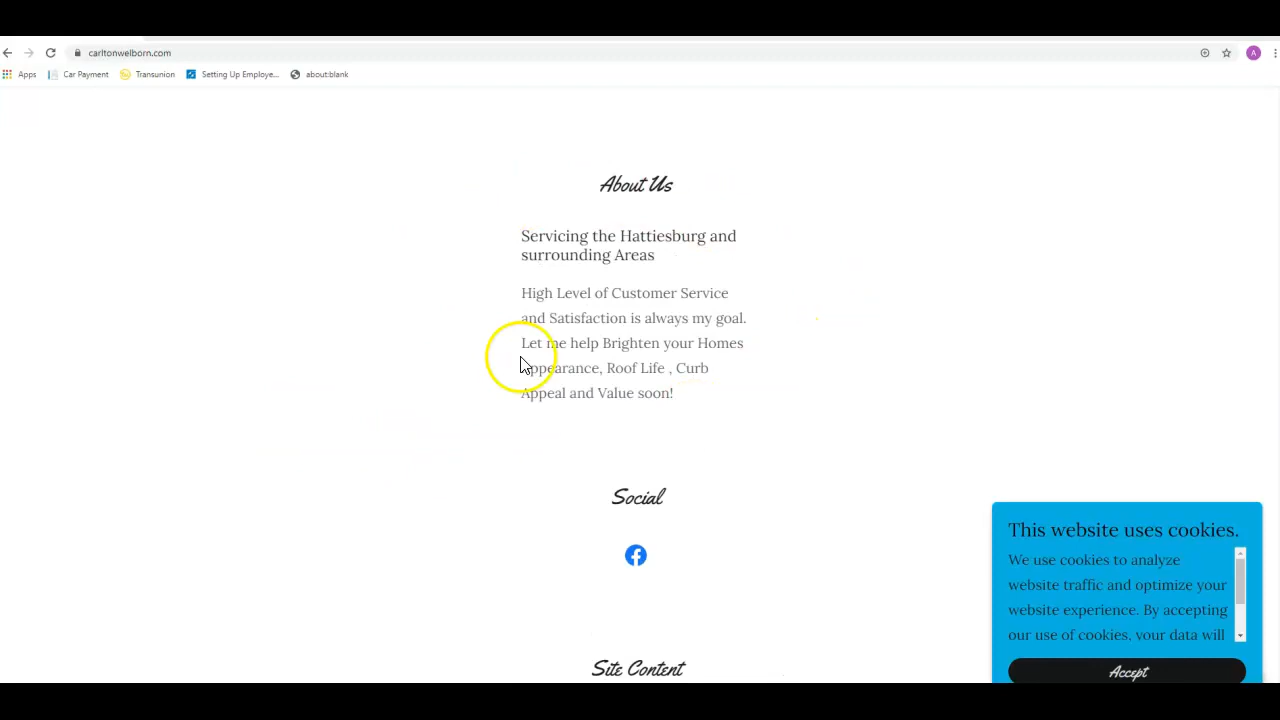 carltonwelborn.com
A
Apps
Car Payment
Transunion
Setting Up Employe...
about:blank
About Us
Servicing the Hattiesburg and
surrounding Areas
High Level of Customer Service
and Satisfaction is always my goal.
Let me help Brighten your Homes
Appearance, Roof Life , Curb
Appeal and Value soon!
Social
Site Content
This website uses cookies.
We use cookies to analyze
website traffic and optimize your
website experience. By accepting
our use of cookies, your data will
Accept